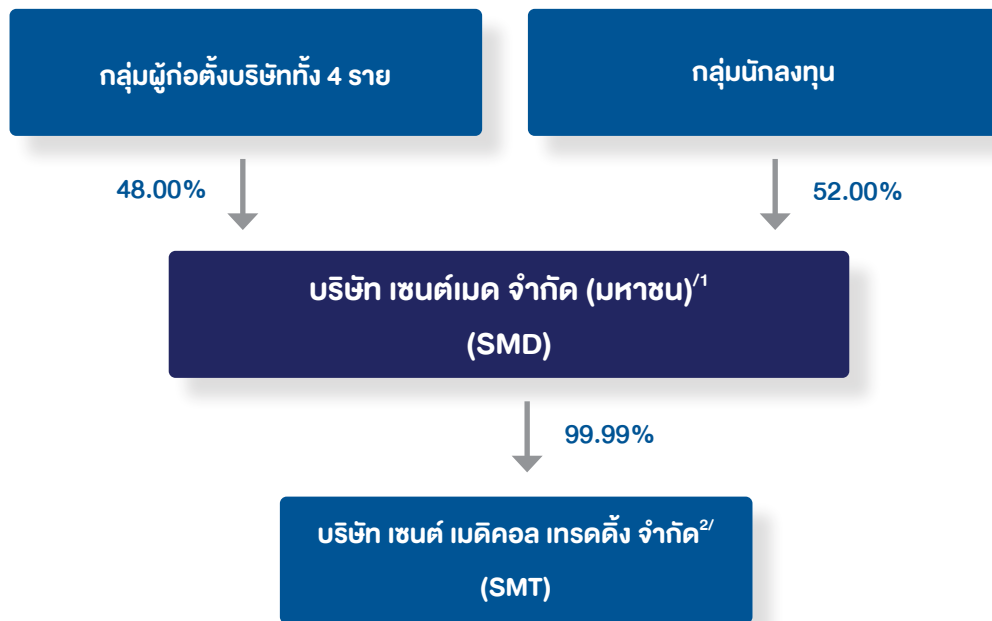 กลุ่มผู้ก่อตั้งบริษัททั้ง 4 ราย
กลุ่มนักลงทุน
48.00%
52.00%
บริษัท เซนต์เมด จำกัด (มหาชน)/1
(SMD)
99.99%
บริษัท เซนต์ เมดิคอล เทรดดิ้ง จำกัด2/
(SMT)